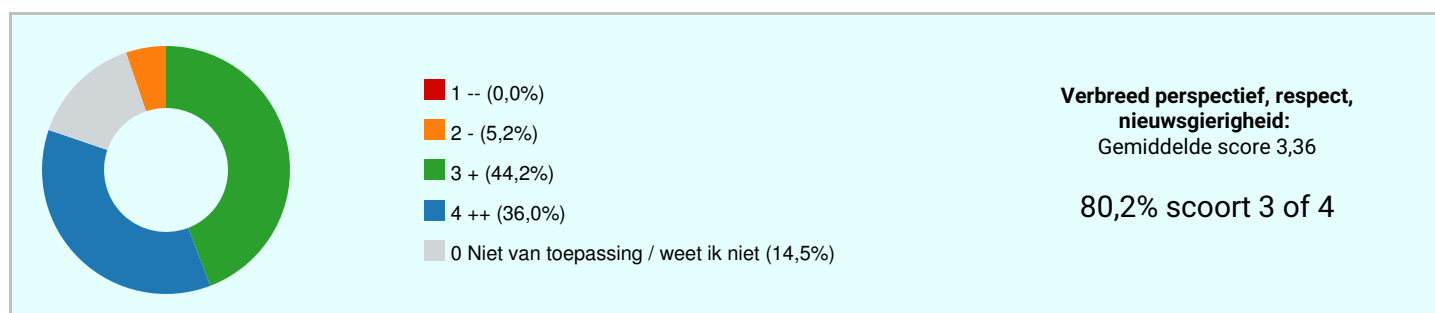 1 -- (0,0%)
2 - (5,2%)
3 + (44,2%)
4 ++ (36,0%)
0 Niet van toepassing / weet ik niet (14,5%)
Verbreed perspectief, respect,
nieuwsgierigheid:
Gemiddelde score 3,36
80,2% scoort 3 of 4